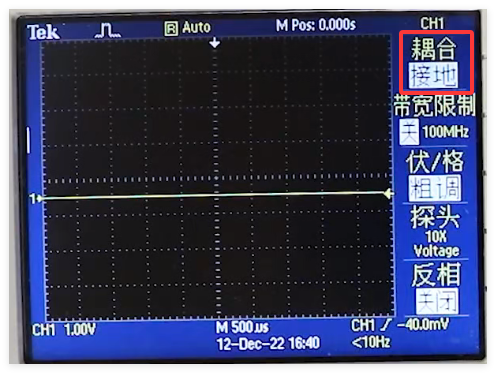 Tek R Auto M Pos: 0.000s CH1
耦合
接地
带宽限制
关 100MHz
伏/格
粗调
探头
10X
Voltage
反相
关闭
1
CH1 1.00V M 500µs CH1 -40.0mV
12-Dec-22 16:40 <10Hz